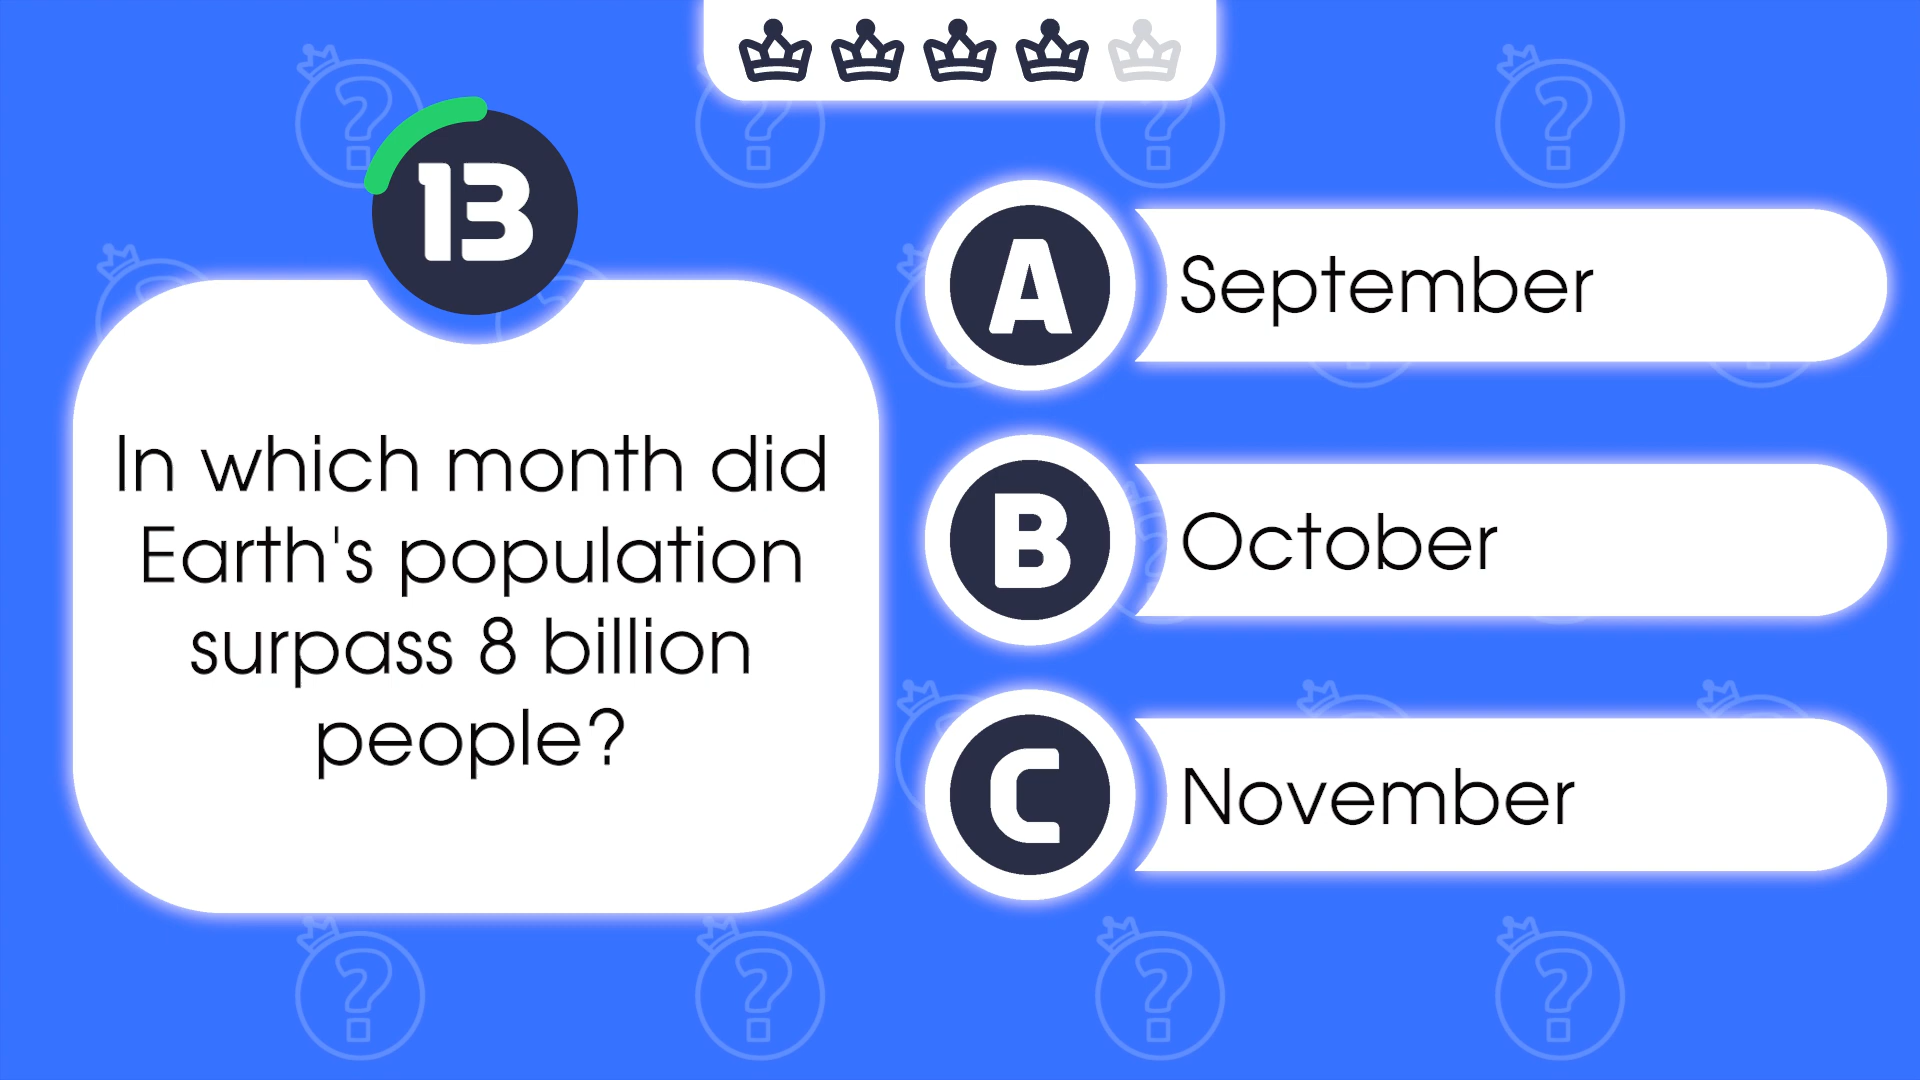 13
In which month did
Earth's population
surpass 8 billion
people?
A September
B October
C November